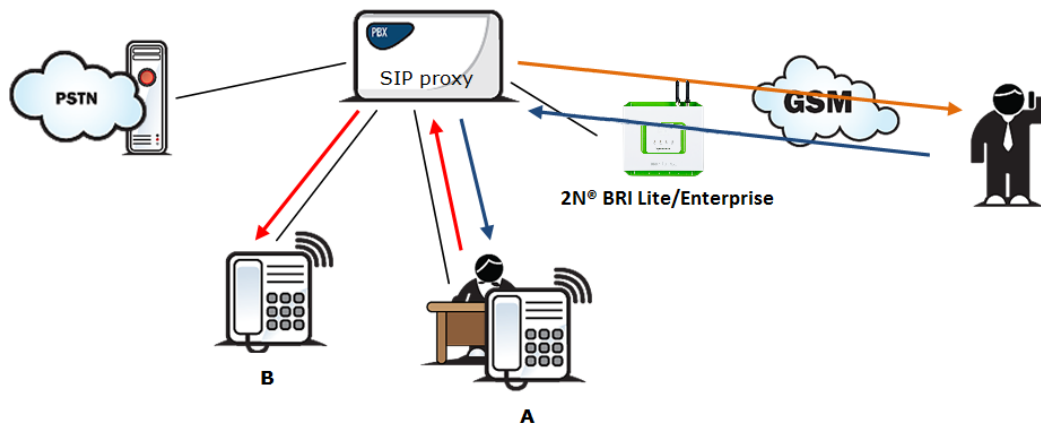 PBX
SIP proxy
PSTN
GSM
2N® BRI Lite/Enterprise
B
A